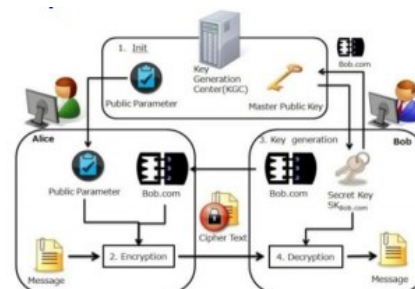 1. Init
Key
Generation
Center(KGC)
Public Parameter
Master Public Key
Bob.com
Alice
Bob
Public Parameter
Bob.com
Cipher Text
Message
2. Encryption
3. Key generation
Bob.com
Secret Key
SKBob.com
4. Decryption
Message